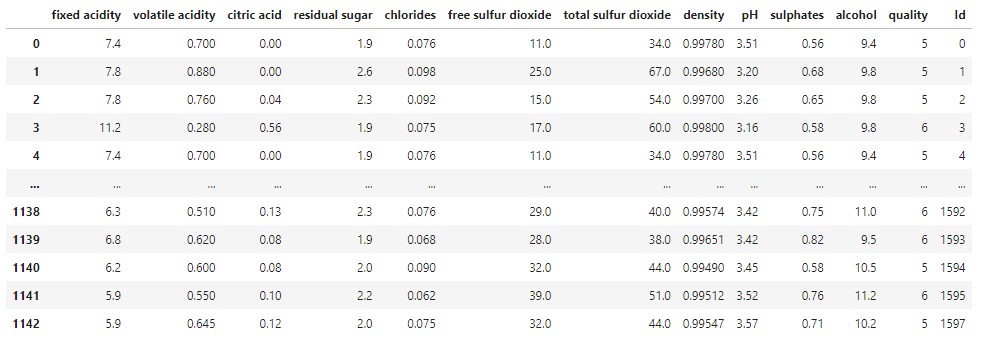 fixed acidity volatile acidity citric acid residual sugar chlorides free sulfur dioxide total sulfur dioxide density pH sulphates alcohol quality Id
0 7.4 0.700 0.00 1.9 0.076 11.0 34.0 0.99780 3.51 0.56 9.4 5 0
1 7.8 0.880 0.00 2.6 0.098 25.0 67.0 0.99680 3.20 0.68 9.8 5 1
2 7.8 0.760 0.04 2.3 0.092 15.0 54.0 0.99700 3.26 0.65 9.8 5 2
3 11.2 0.280 0.56 1.9 0.075 17.0 60.0 0.99800 3.16 0.58 9.8 6 3
4 7.4 0.700 0.00 1.9 0.076 11.0 34.0 0.99780 3.51 0.56 9.4 5 4
... ... ... ... ... ... ... ... ... ... ... ... ... ...
1138 6.3 0.510 0.13 2.3 0.076 29.0 40.0 0.99574 3.42 0.75 11.0 6 1592
1139 6.8 0.620 0.08 1.9 0.068 28.0 38.0 0.99651 3.42 0.82 9.5 6 1593
1140 6.2 0.600 0.08 2.0 0.090 32.0 44.0 0.99490 3.45 0.58 10.5 5 1594
1141 5.9 0.550 0.10 2.2 0.062 39.0 51.0 0.99512 3.52 0.76 11.2 6 1595
1142 5.9 0.645 0.12 2.0 0.075 32.0 44.0 0.99547 3.57 0.71 10.2 5 1597